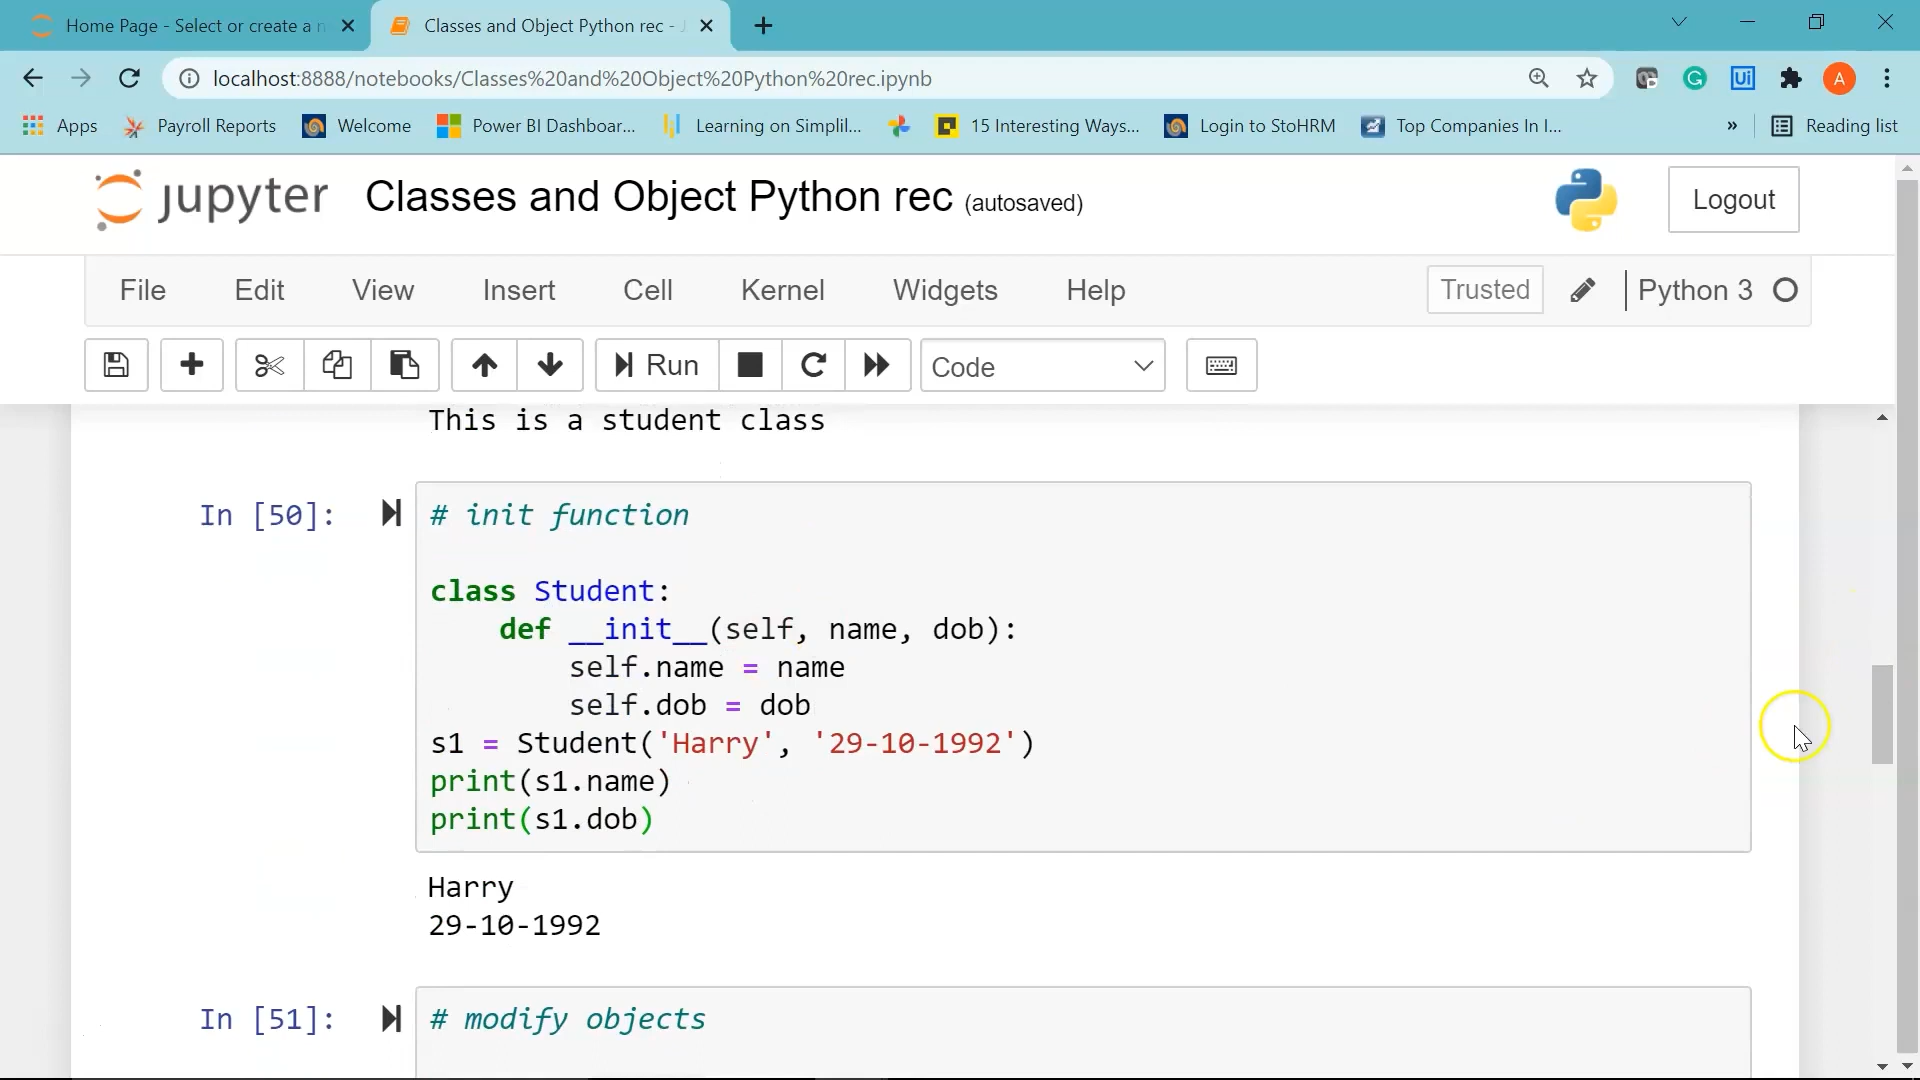 Home Page - Select or create a n
Classes and Object Python rec - J
localhost:8888/notebooks/Classes%20and%20Object%20Python%20rec.ipynb
A
Apps
Payroll Reports
Welcome
Power BI Dashboar...
Learning on Simplil...
15 Interesting Ways...
Login to StoHRM
Top Companies In I...
»
Reading list
jupyter
Classes and Object Python rec (autosaved)
Logout
File Edit View Insert Cell Kernel Widgets Help
Trusted
Python 3
Run
Code
This is a student class
In [50]:
# init function
class Student:
    def __init__(self, name, dob):
        self.name = name
        self.dob = dob
s1 = Student('Harry', '29-10-1992')
print(s1.name)
print(s1.dob)
Harry
29-10-1992
In [51]:
# modify objects